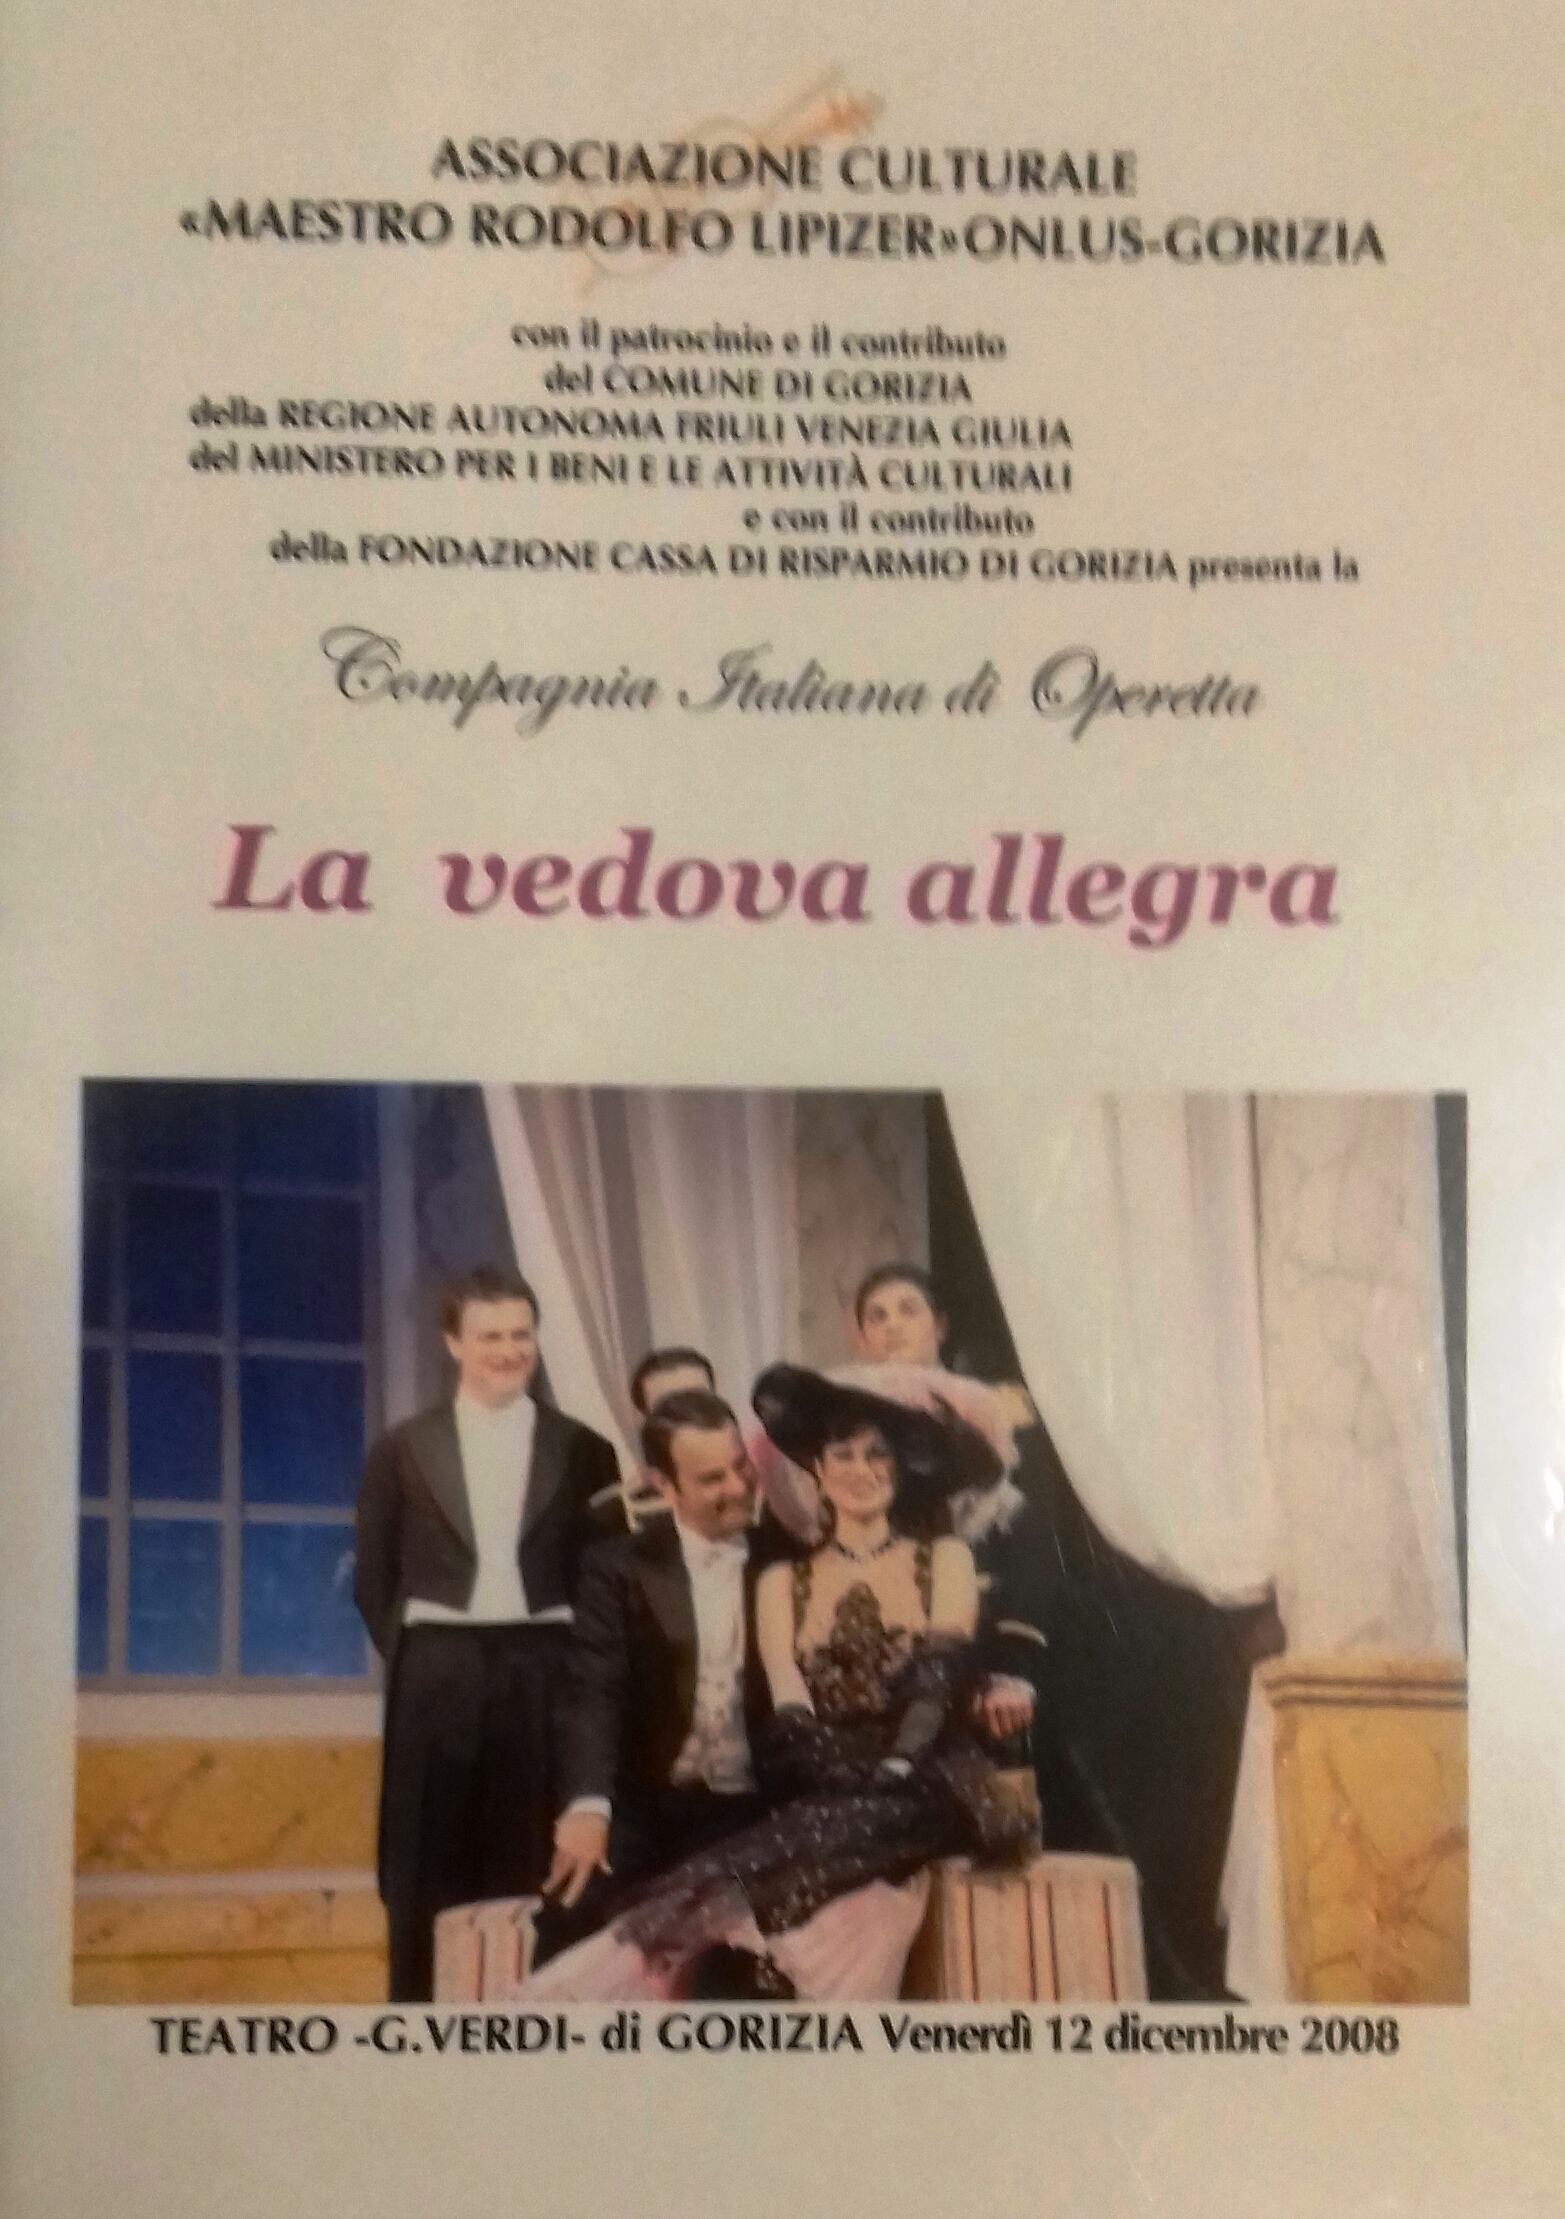 ASSOCIAZIONE CULTURALE
«MAESTRO RODOLFO LIPIZER»ONLUS-GORIZIA
con il patrocinio e il contributo
del COMUNE DI GORIZIA
della REGIONE AUTONOMA FRIULI VENEZIA GIULIA
del MINISTERO PER I BENI E LE ATTIVITÀ CULTURALI
e con il contributo
della FONDAZIONE CASSA DI RISPARMIO DI GORIZIA presenta la
Compagnia Italiana di Operetta
La vedova allegra
TEATRO -G.VERDI- di GORIZIA Venerdì 12 dicembre 2008